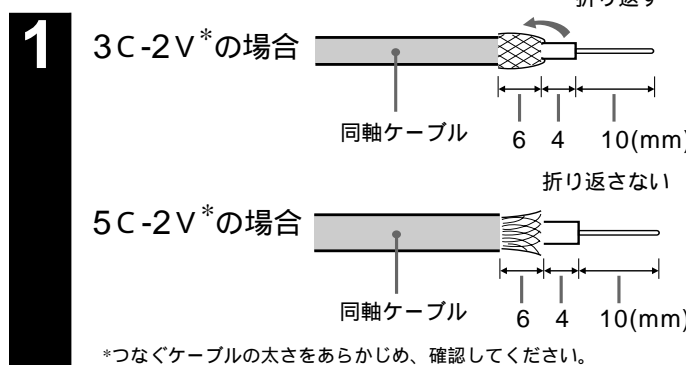 折り返す
1
3C-2V*の場合
同軸ケーブル
6 4 10(mm)
折り返さない
5C-2V*の場合
同軸ケーブル
6 4 10(mm)
*つなぐケーブルの太さをあらかじめ、確認してください。